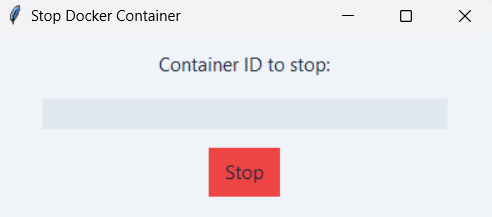 Stop Docker Container
Container ID to stop:
Stop